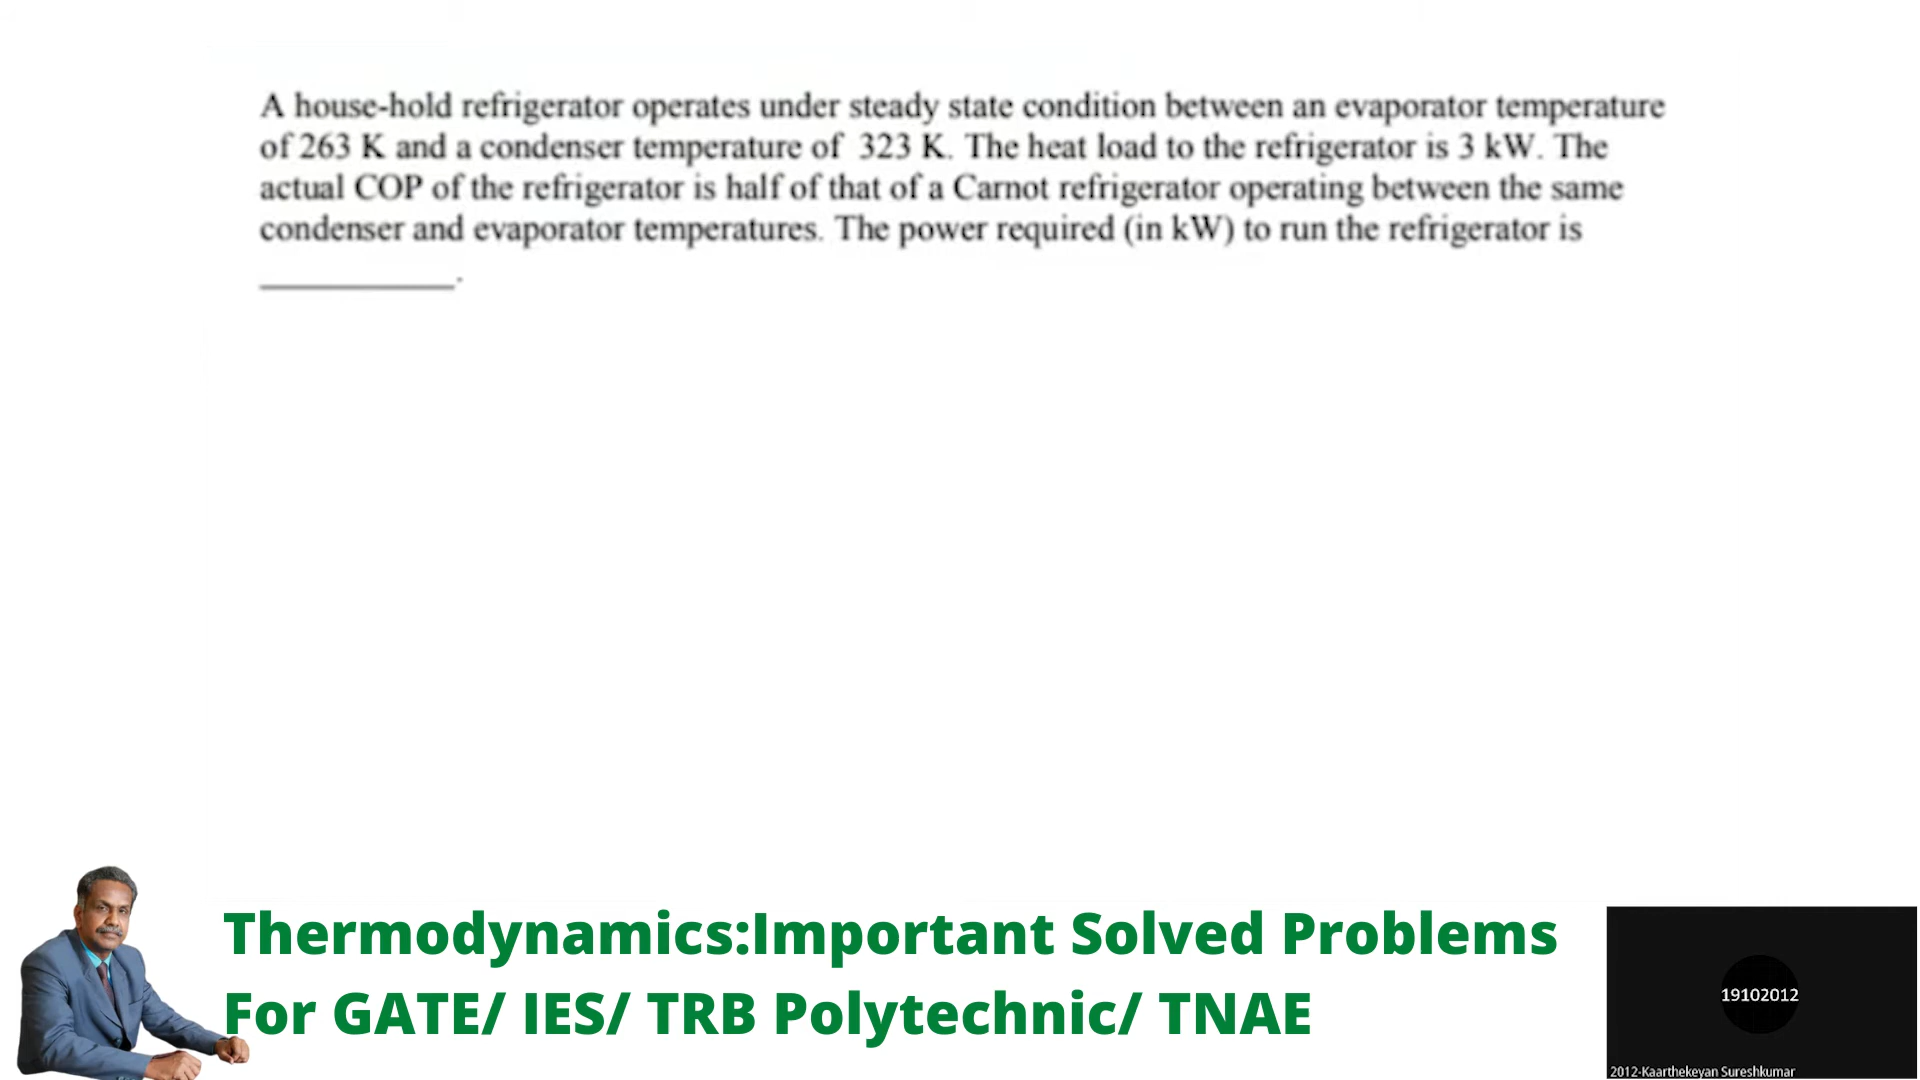 A house-hold refrigerator operates under steady state condition between an evaporator temperature
of 263 K and a condenser temperature of 323 K. The heat load to the refrigerator is 3 kW. The
actual COP of the refrigerator is half of that of a Carnot refrigerator operating between the same
condenser and evaporator temperatures. The power required (in kW) to run the refrigerator is
__________.
Thermodynamics:Important Solved Problems
For GATE/ IES/ TRB Polytechnic/ TNAE
19102012
2012-Kaarthekeyan Sureshkumar